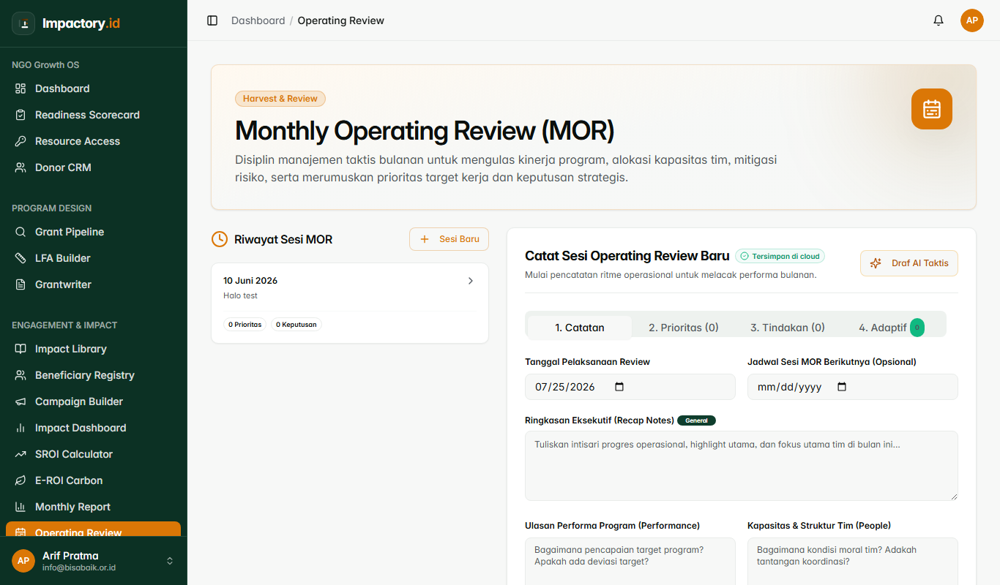 Impactory.id
Dashboard / Operating Review
AP
NGO Growth OS
Dashboard
Readiness Scorecard
Resource Access
Donor CRM
PROGRAM DESIGN
Grant Pipeline
LFA Builder
Grantwriter
ENGAGEMENT & IMPACT
Impact Library
Beneficiary Registry
Campaign Builder
Impact Dashboard
SROI Calculator
E-ROI Carbon
Monthly Report
Operating Review
AP
Arif Pratma
info@bisabaik.or.id
Harvest & Review
Monthly Operating Review (MOR)
Disiplin manajemen taktis bulanan untuk mengulas kinerja program, alokasi kapasitas tim, mitigasi
risiko, serta merumuskan prioritas target kerja dan keputusan strategis.
Riwayat Sesi MOR
Sesi Baru
10 Juni 2026
Halo test
0 Prioritas 0 Keputusan
Catat Sesi Operating Review Baru Tersimpan di cloud
Mulai pencatatan ritme operasional untuk melacak performa bulanan.
Draf AI Taktis
1. Catatan 2. Prioritas (0) 3. Tindakan (0) 4. Adaptif 0
Tanggal Pelaksanaan Review
07/25/2026
Jadwal Sesi MOR Berikutnya (Opsional)
mm/dd/yyyy
Ringkasan Eksekutif (Recap Notes) General
Tuliskan intisari progres operasional, highlight utama, dan fokus utama tim di bulan ini...
Ulasan Performa Program (Performance)
Bagaimana pencapaian target program?
Apakah ada deviasi target?
Kapasitas & Struktur Tim (People)
Bagaimana kondisi moral tim? Adakah
tantangan koordinasi?